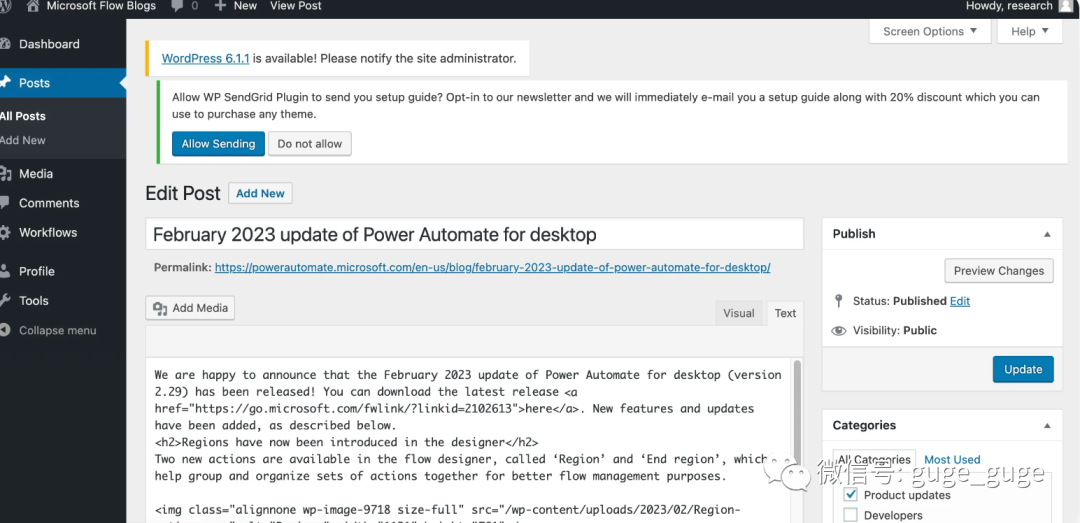 Microsoft Flow Blogs 0 New View Post Howdy, research
Screen Options ▼ Help ▼
Dashboard
Posts
All Posts
Add New
Media
Comments
Workflows
Profile
Tools
Collapse menu
WordPress 6.1.1 is available! Please notify the site administrator.
Allow WP SendGrid Plugin to send you setup guide? Opt-in to our newsletter and we will immediately e-mail you a setup guide along with 20% discount which you can
use to purchase any theme.
Allow Sending Do not allow
Edit Post Add New
February 2023 update of Power Automate for desktop
Permalink: https://powerautomate.microsoft.com/en-us/blog/february-2023-update-of-power-automate-for-desktop/
Add Media
Visual Text
We are happy to announce that the February 2023 update of Power Automate for desktop (version
2.29) has been released! You can download the latest release <a
href="https://go.microsoft.com/fwlink/?linkid=2102613">here</a>. New features and updates
have been added, as described below.
<h2>Regions have now been introduced in the designer</h2>
Two new actions are available in the flow designer, called ‘Region’ and ‘End region’, which
help group and organize sets of actions together for better flow management purposes.
<img class="alignnone wp-image-9718 size-full" src="/wp-content/uploads/2023/02/Region-
Publish
Preview Changes
Status: Published Edit
Visibility: Public
Update
Categories
All Categories Most Used
Product updates
Developers
微信号: guge_guge